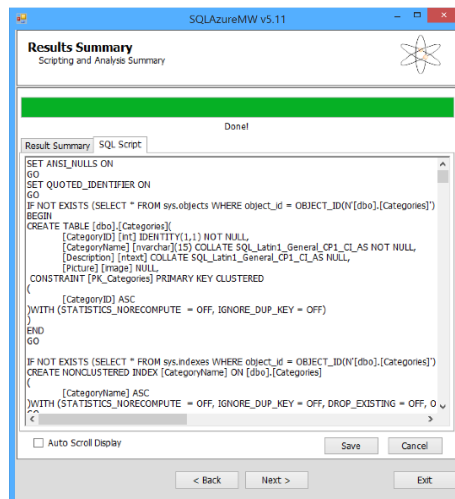 SQLAzureMW v5.11
Results Summary
Scripting and Analysis Summary
Done!
Result Summary SQL Script
SET ANSI_NULLS ON
GO
SET QUOTED_IDENTIFIER ON
GO
IF NOT EXISTS (SELECT * FROM sys.objects WHERE object_id = OBJECT_ID(N'[dbo].[Categories]')
BEGIN
CREATE TABLE [dbo].[Categories](
[CategoryID] [int] IDENTITY(1,1) NOT NULL,
[CategoryName] [nvarchar](15) COLLATE SQL_Latin1_General_CP1_CI_AS NOT NULL,
[Description] [ntext] COLLATE SQL_Latin1_General_CP1_CI_AS NULL,
[Picture] [image] NULL,
CONSTRAINT [PK_Categories] PRIMARY KEY CLUSTERED
(
[CategoryID] ASC
)WITH (STATISTICS_NORECOMPUTE = OFF, IGNORE_DUP_KEY = OFF)
)
END
GO
IF NOT EXISTS (SELECT * FROM sys.indexes WHERE object_id = OBJECT_ID(N'[dbo].[Categories]')
CREATE NONCLUSTERED INDEX [CategoryName] ON [dbo].[Categories]
(
[CategoryName] ASC
)WITH (STATISTICS_NORECOMPUTE = OFF, IGNORE_DUP_KEY = OFF, DROP_EXISTING = OFF, O
GO
Auto Scroll Display
Save Cancel
< Back Next > Exit